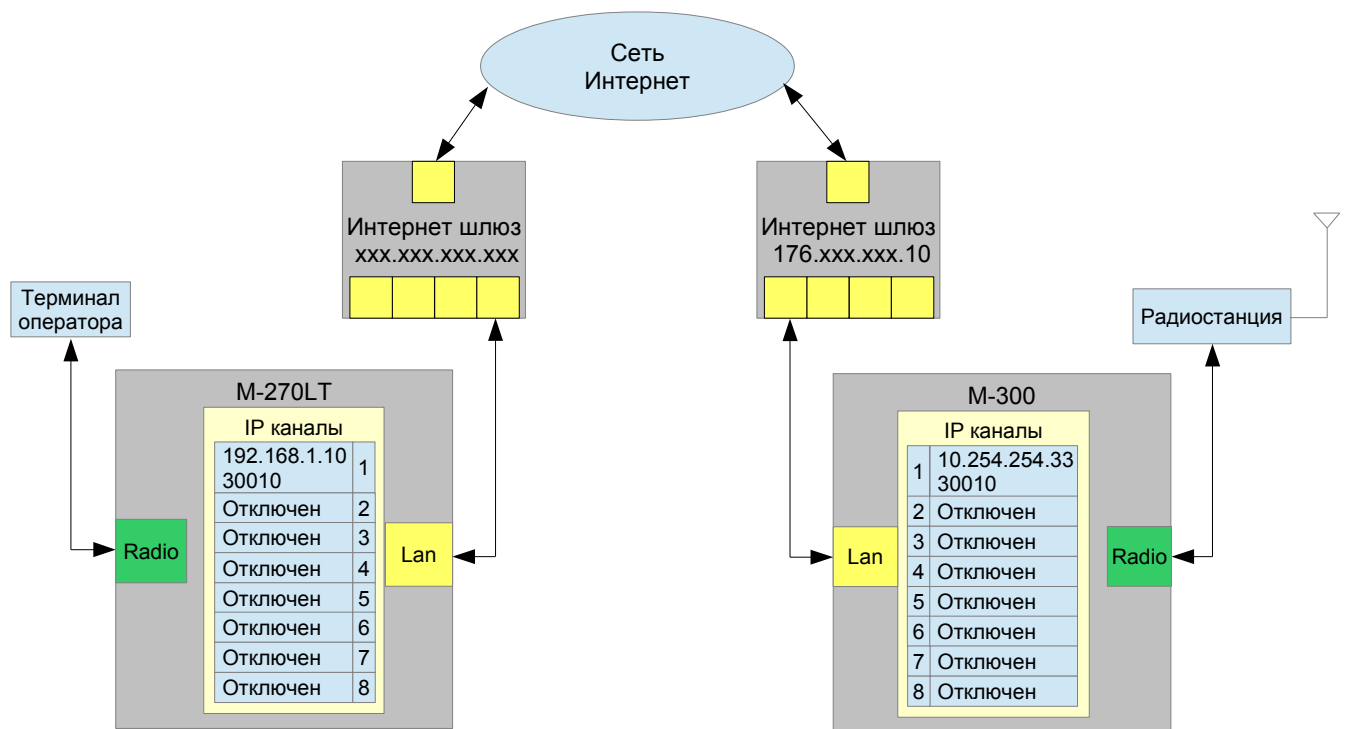 Сеть
Интернет
Интернет шлюз
xxx.xxx.xxx.xxx
Интернет шлюз
176.xxx.xxx.10
Терминал
оператора
Радиостанция
M-270LT
IP каналы
192.168.1.10
30010
1
Отключен 2
Отключен 3
Отключен 4
Отключен 5
Отключен 6
Отключен 7
Отключен 8
Radio
Lan
M-300
IP каналы
1
10.254.254.33
30010
2 Отключен
3 Отключен
4 Отключен
5 Отключен
6 Отключен
7 Отключен
8 Отключен
Lan
Radio